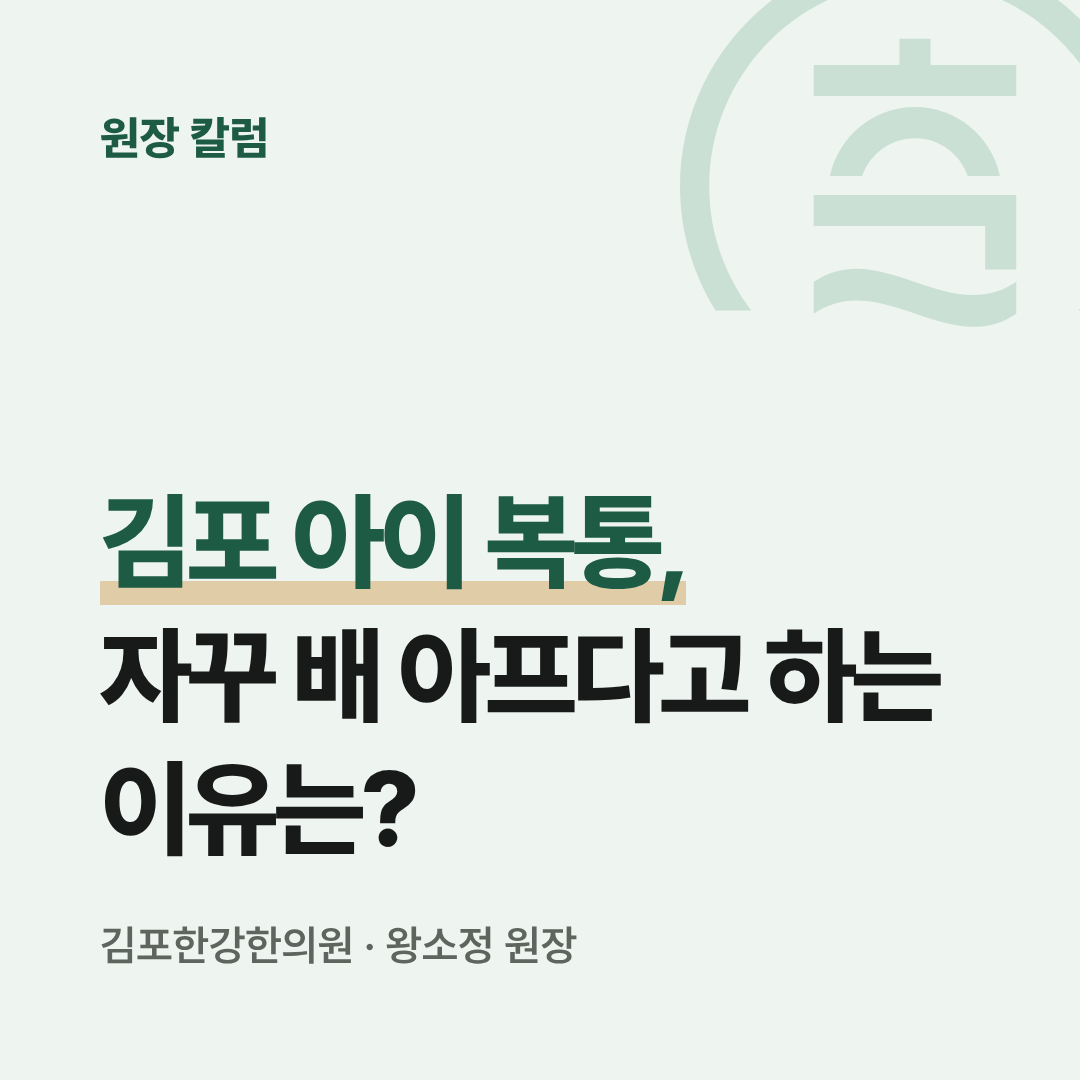 원장 칼럼
김포 아이 복통,
자꾸 배 아프다고 하는
이유는?
김포한강한의원 · 왕소정 원장